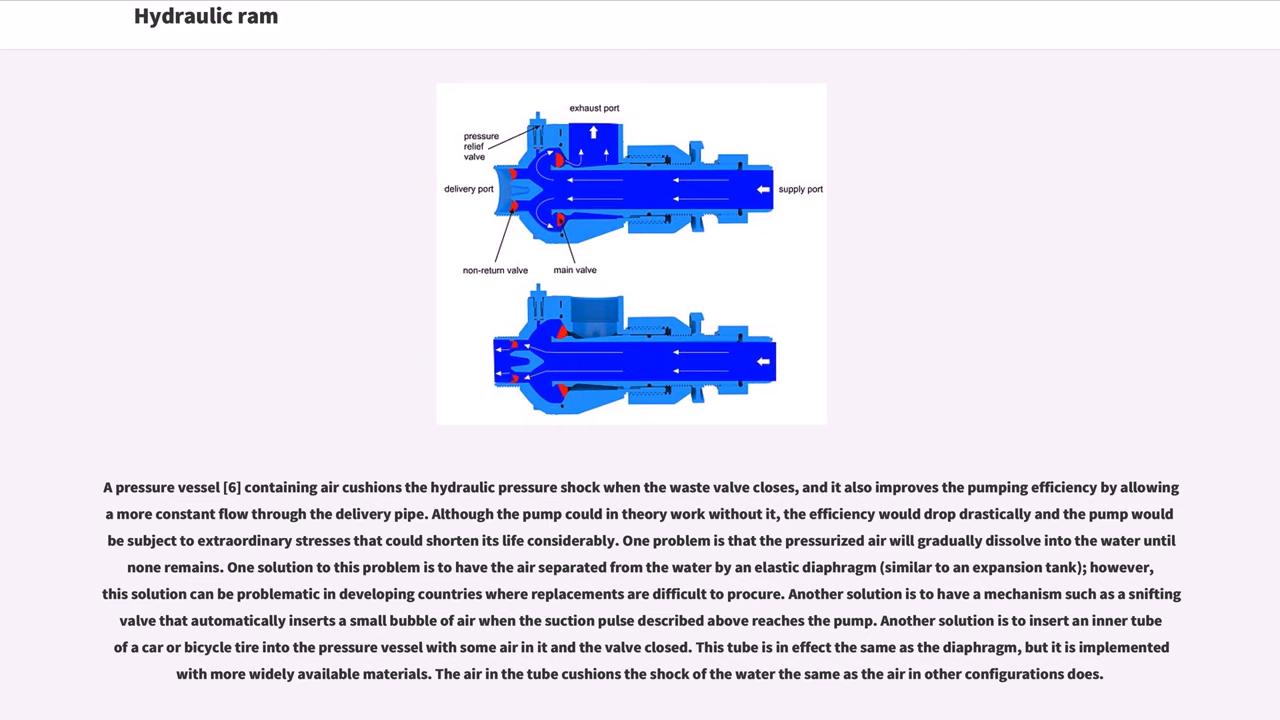 Hydraulic ram
exhaust port
pressure
relief
valve
delivery port
supply port
non-return valve
main valve
A pressure vessel [6] containing air cushions the hydraulic pressure shock when the waste valve closes, and it also improves the pumping efficiency by allowing
a more constant flow through the delivery pipe. Although the pump could in theory work without it, the efficiency would drop drastically and the pump would
be subject to extraordinary stresses that could shorten its life considerably. One problem is that the pressurized air will gradually dissolve into the water until
none remains. One solution to this problem is to have the air separated from the water by an elastic diaphragm (similar to an expansion tank); however,
this solution can be problematic in developing countries where replacements are difficult to procure. Another solution is to have a mechanism such as a snifting
valve that automatically inserts a small bubble of air when the suction pulse described above reaches the pump. Another solution is to insert an inner tube
of a car or bicycle tire into the pressure vessel with some air in it and the valve closed. This tube is in effect the same as the diaphragm, but it is implemented
with more widely available materials. The air in the tube cushions the shock of the water the same as the air in other configurations does.